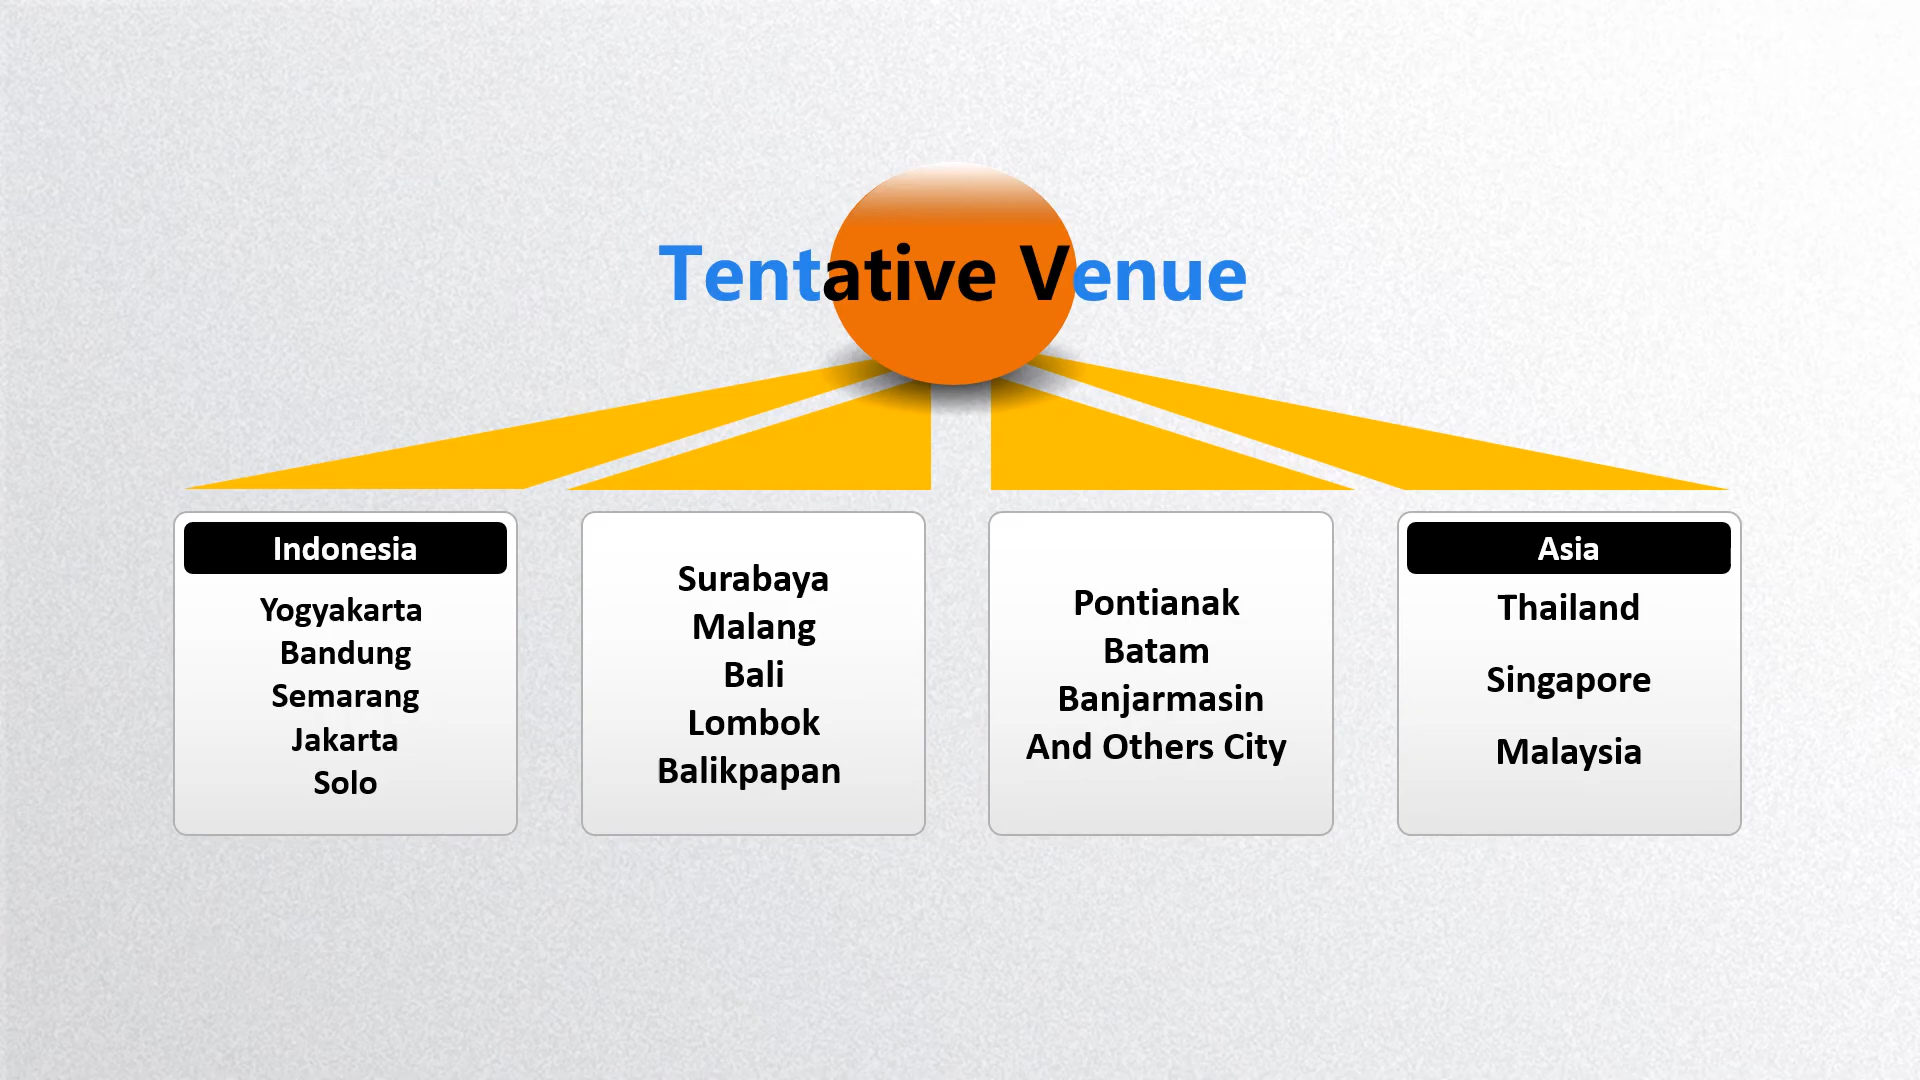 Tentative Venue
Indonesia
Yogyakarta
Bandung
Semarang
Jakarta
Solo
Surabaya
Malang
Bali
Lombok
Balikpapan
Pontianak
Batam
Banjarmasin
And Others City
Asia
Thailand
Singapore
Malaysia